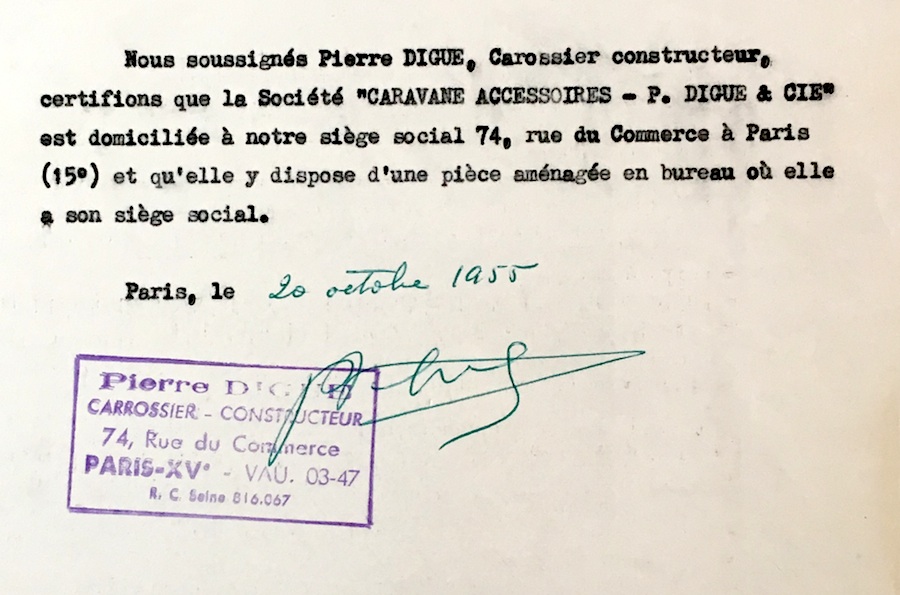 Nous soussignés Pierre DIGUE, Carossier constructeur,
certifions que la Société "CARAVANE ACCESSOIRES - P. DIGUE & CIE"
est domiciliée à notre siège social 74, rue du Commerce à Paris
(15°) et qu'elle y dispose d'une pièce aménagée en bureau où elle
a son siège social.
Paris, le 20 octobre 1955
Pierre DIGUE
CARROSSIER - CONSTRUCTEUR
74, Rue du Commerce
PARIS-XVᵉ - VAU. 03-47
R. C. Seine 816.067